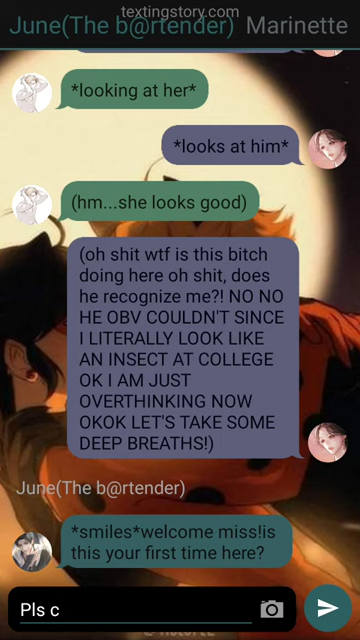 textingstory.com
June(The b@rtender) Marinette
*looking at her*
*looks at him*
(hm...she looks good)
(oh shit wtf is this bitch
doing here oh shit, does
he recognize me?! NO NO
HE OBV COULDN'T SINCE
I LITERALLY LOOK LIKE
AN INSECT AT COLLEGE
OK I AM JUST
OVERTHINKING NOW
OKOK LET'S TAKE SOME
DEEP BREATHS!)
June(The b@rtender)
*smiles*welcome miss!is
this your first time here?
Pls c